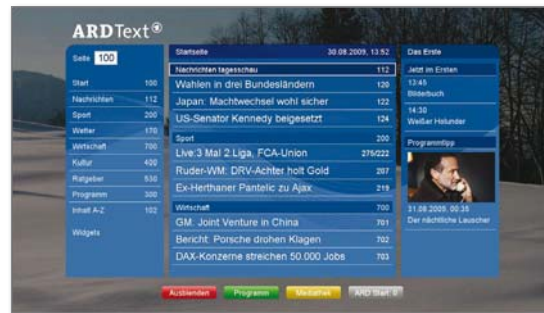 ARDText
Seite 100
Start 100
Nachrichten 112
Sport 200
Wetter 170
Wirtschaft 700
Kultur 400
Ratgeber 530
Programm 300
Inhalt A-Z 102
Widgets
Startseite 30.08.2009, 13:52
Nachrichten tagesschau 112
Wahlen in drei Bundesländern 120
Japan: Machtwechsel wohl sicher 122
US-Senator Kennedy beigesetzt 124
Sport 200
Live:3 Mal 2.Liga, FCA-Union 275/222
Ruder-WM: DRV-Achter holt Gold 207
Ex-Herthaner Pantelic zu Ajax 219
Wirtschaft 700
GM: Joint Venture in China 701
Bericht: Porsche drohen Klagen 702
DAX-Konzerne streichen 50.000 Jobs 703
Das Erste
Jetzt im Ersten
13:45
Bilderbuch
14:30
Weißer Holunder
Programmtipp
31.08.2009, 00:35
Der nächtliche Lauscher
Ausblenden Programm Mediathek ARD Start: 0